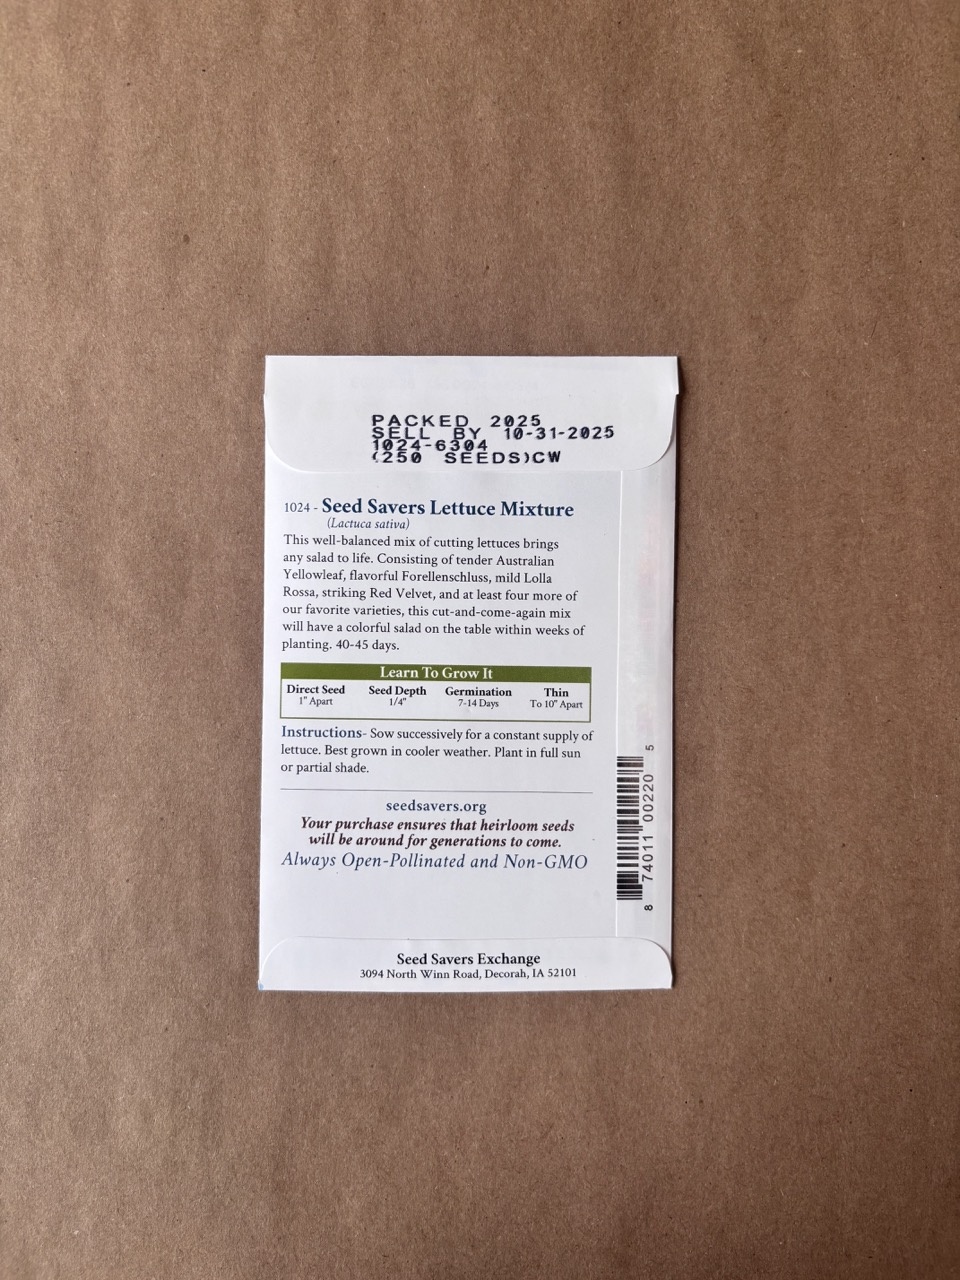 PACKED 2025
SELL BY 10-31-2025
1024-6304
(250 SEEDS)CW
1024 - Seed Savers Lettuce Mixture
(Lactuca sativa)
This well-balanced mix of cutting lettuces brings
any salad to life. Consisting of tender Australian
Yellowleaf, flavorful Forellenschluss, mild Lolla
Rossa, striking Red Velvet, and at least four more of
our favorite varieties, this cut-and-come-again mix
will have a colorful salad on the table within weeks of
planting. 40-45 days.
Learn To Grow It
Direct Seed Seed Depth Germination Thin
1" Apart 1/4" 7-14 Days To 10" Apart
Instructions- Sow successively for a constant supply of
lettuce. Best grown in cooler weather. Plant in full sun
or partial shade.
seedsavers.org
Your purchase ensures that heirloom seeds
will be around for generations to come.
Always Open-Pollinated and Non-GMO
8 74011 00220 5
Seed Savers Exchange
3094 North Winn Road, Decorah, IA 52101